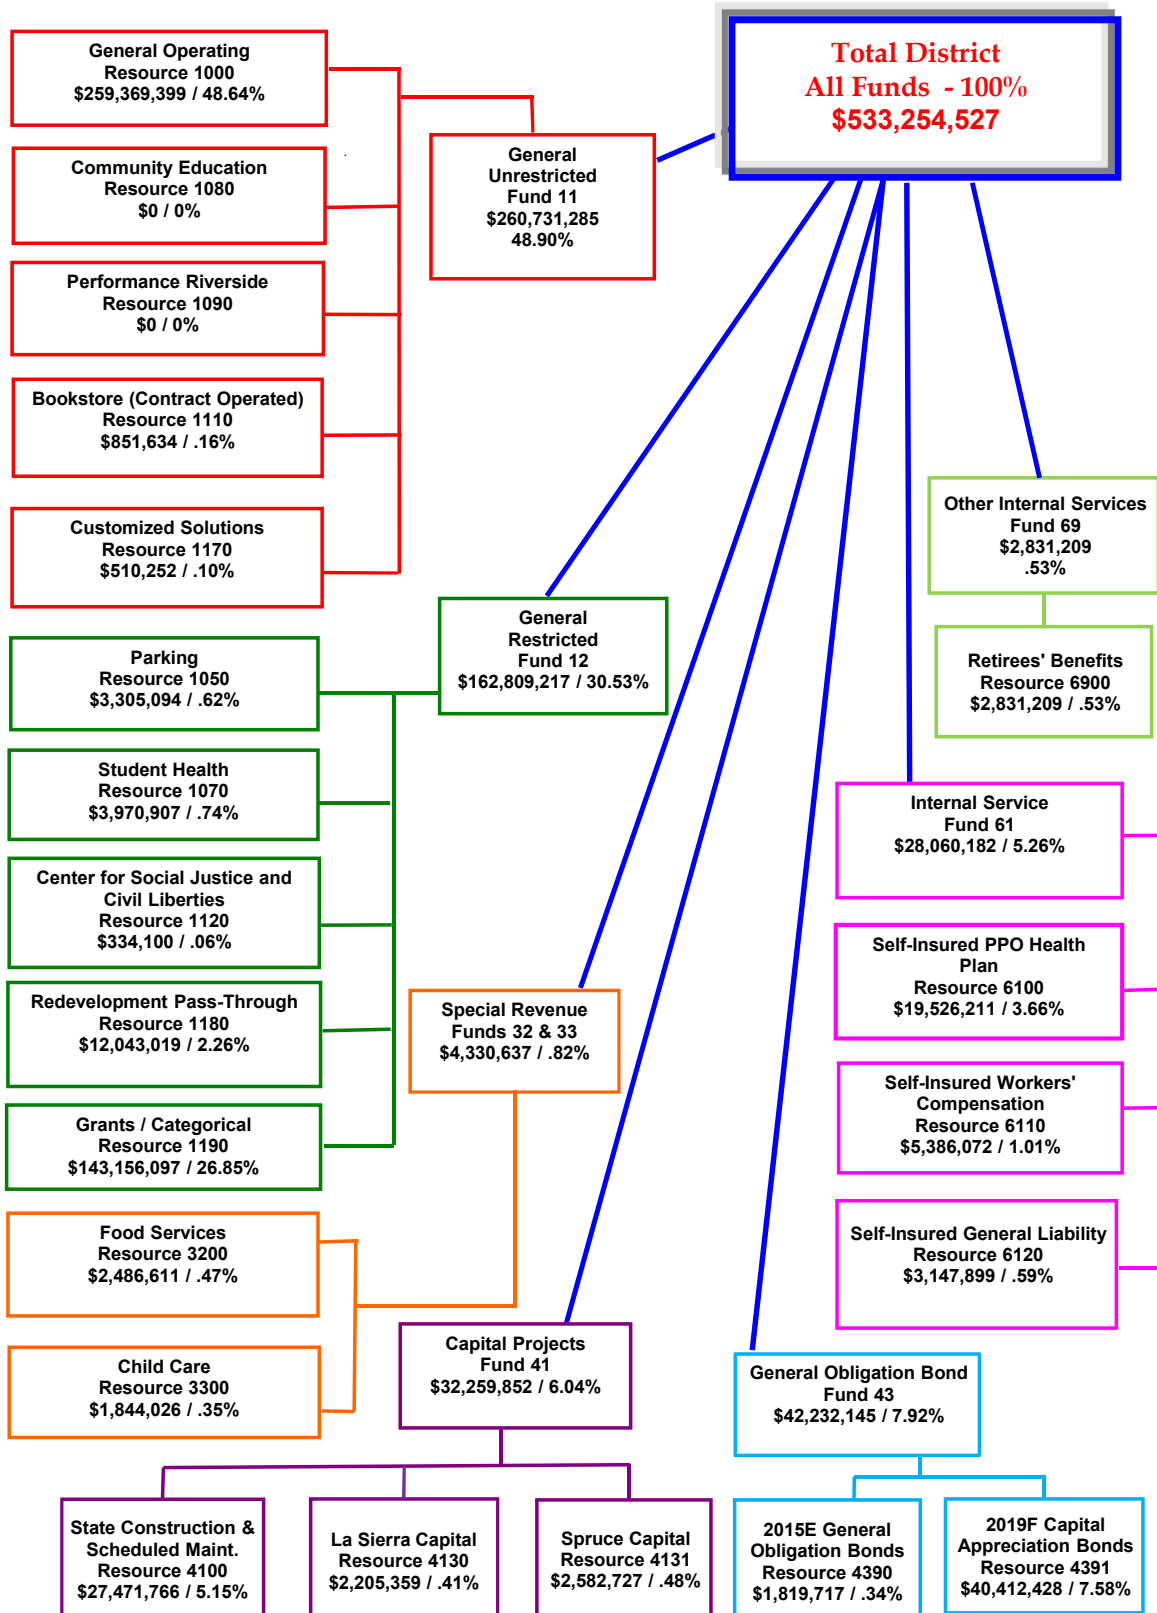 Total District
All Funds - 100%
$533,254,527
General Operating
Resource 1000
$259,369,399 / 48.64%
Community Education
Resource 1080
$0 / 0%
Performance Riverside
Resource 1090
$0 / 0%
Bookstore (Contract Operated)
Resource 1110
$851,634 / .16%
Customized Solutions
Resource 1170
$510,252 / .10%
General
Unrestricted
Fund 11
$260,731,285
48.90%
Other Internal Services
Fund 69
$2,831,209
.53%
Retirees' Benefits
Resource 6900
$2,831,209 / .53%
General
Restricted
Fund 12
$162,809,217 / 30.53%
Parking
Resource 1050
$3,305,094 / .62%
Student Health
Resource 1070
$3,970,907 / .74%
Center for Social Justice and
Civil Liberties
Resource 1120
$334,100 / .06%
Redevelopment Pass-Through
Resource 1180
$12,043,019 / 2.26%
Grants / Categorical
Resource 1190
$143,156,097 / 26.85%
Internal Service
Fund 61
$28,060,182 / 5.26%
Self-Insured PPO Health
Plan
Resource 6100
$19,526,211 / 3.66%
Self-Insured Workers'
Compensation
Resource 6110
$5,386,072 / 1.01%
Self-Insured General Liability
Resource 6120
$3,147,899 / .59%
Special Revenue
Funds 32 & 33
$4,330,637 / .82%
Food Services
Resource 3200
$2,486,611 / .47%
Child Care
Resource 3300
$1,844,026 / .35%
Capital Projects
Fund 41
$32,259,852 / 6.04%
General Obligation Bond
Fund 43
$42,232,145 / 7.92%
State Construction &
Scheduled Maint.
Resource 4100
$27,471,766 / 5.15%
La Sierra Capital
Resource 4130
$2,205,359 / .41%
Spruce Capital
Resource 4131
$2,582,727 / .48%
2015E General
Obligation Bonds
Resource 4390
$1,819,717 / .34%
2019F Capital
Appreciation Bonds
Resource 4391
$40,412,428 / 7.58%